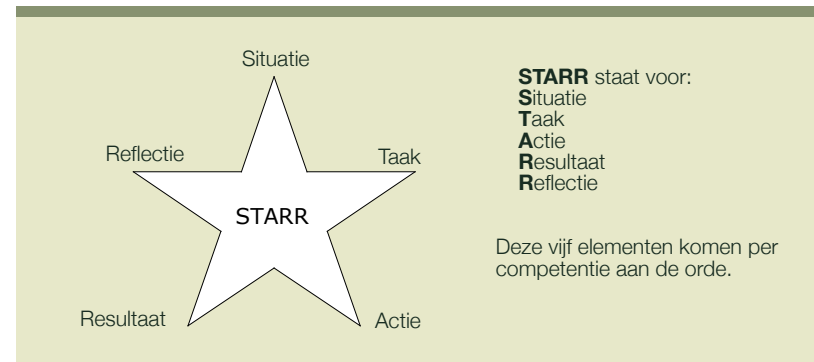 Situatie
Reflectie
Taak
STARR
Resultaat
Actie
STARR staat voor:
Situatie
Taak
Actie
Resultaat
Reflectie
Deze vijf elementen komen per
competentie aan de orde.